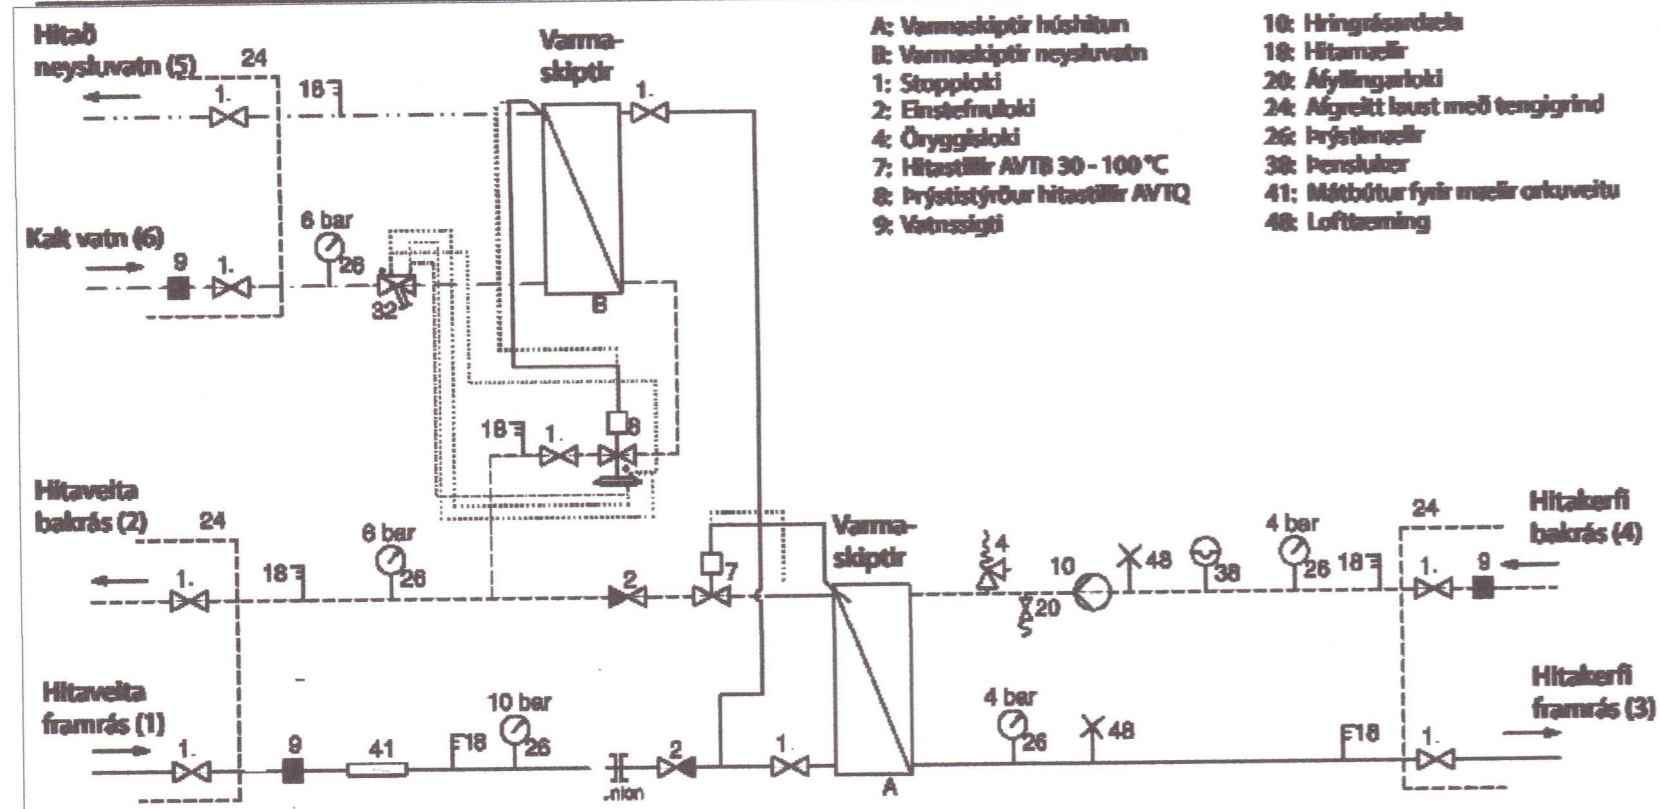 Hitað
neysluvatn (5)
24
1.
18
Varma-
skiptir
1.
A: Varmaskiptir húshitun
B: Varmaskiptir neysluvatn
1: Stopploki
2: Einstefnuloki
4: Öryggisloki
7: Hitastillir AVTB 30 - 100 °C
8: Þrýstistýrður hitastillir AVTQ
9: Vatnssigti
10: Hringrásardæla
18: Hitamælir
20: Áfyllingarloki
24: Afgreitt laust með tengigrind
26: Þrýstimælir
38: Þensluker
41: Mátbútur fyrir mælir orkuveitu
48: Lofttæming
Kalt vatn (6)
9
1.
6 bar
26
32
B
18
1.
8
Hitaveita
bakrás (2)
24
1.
18
6 bar
26
2
7
Varma-
skiptir
4
20
10
48
38
4 bar
26
18
24
1.
9
Hitakerfi
bakrás (4)
Hitaveita
framrás (1)
1.
9
41
18
10 bar
26
.nion
2
1.
A
4 bar
26
48
18
1.
Hitakerfi
framrás (3)